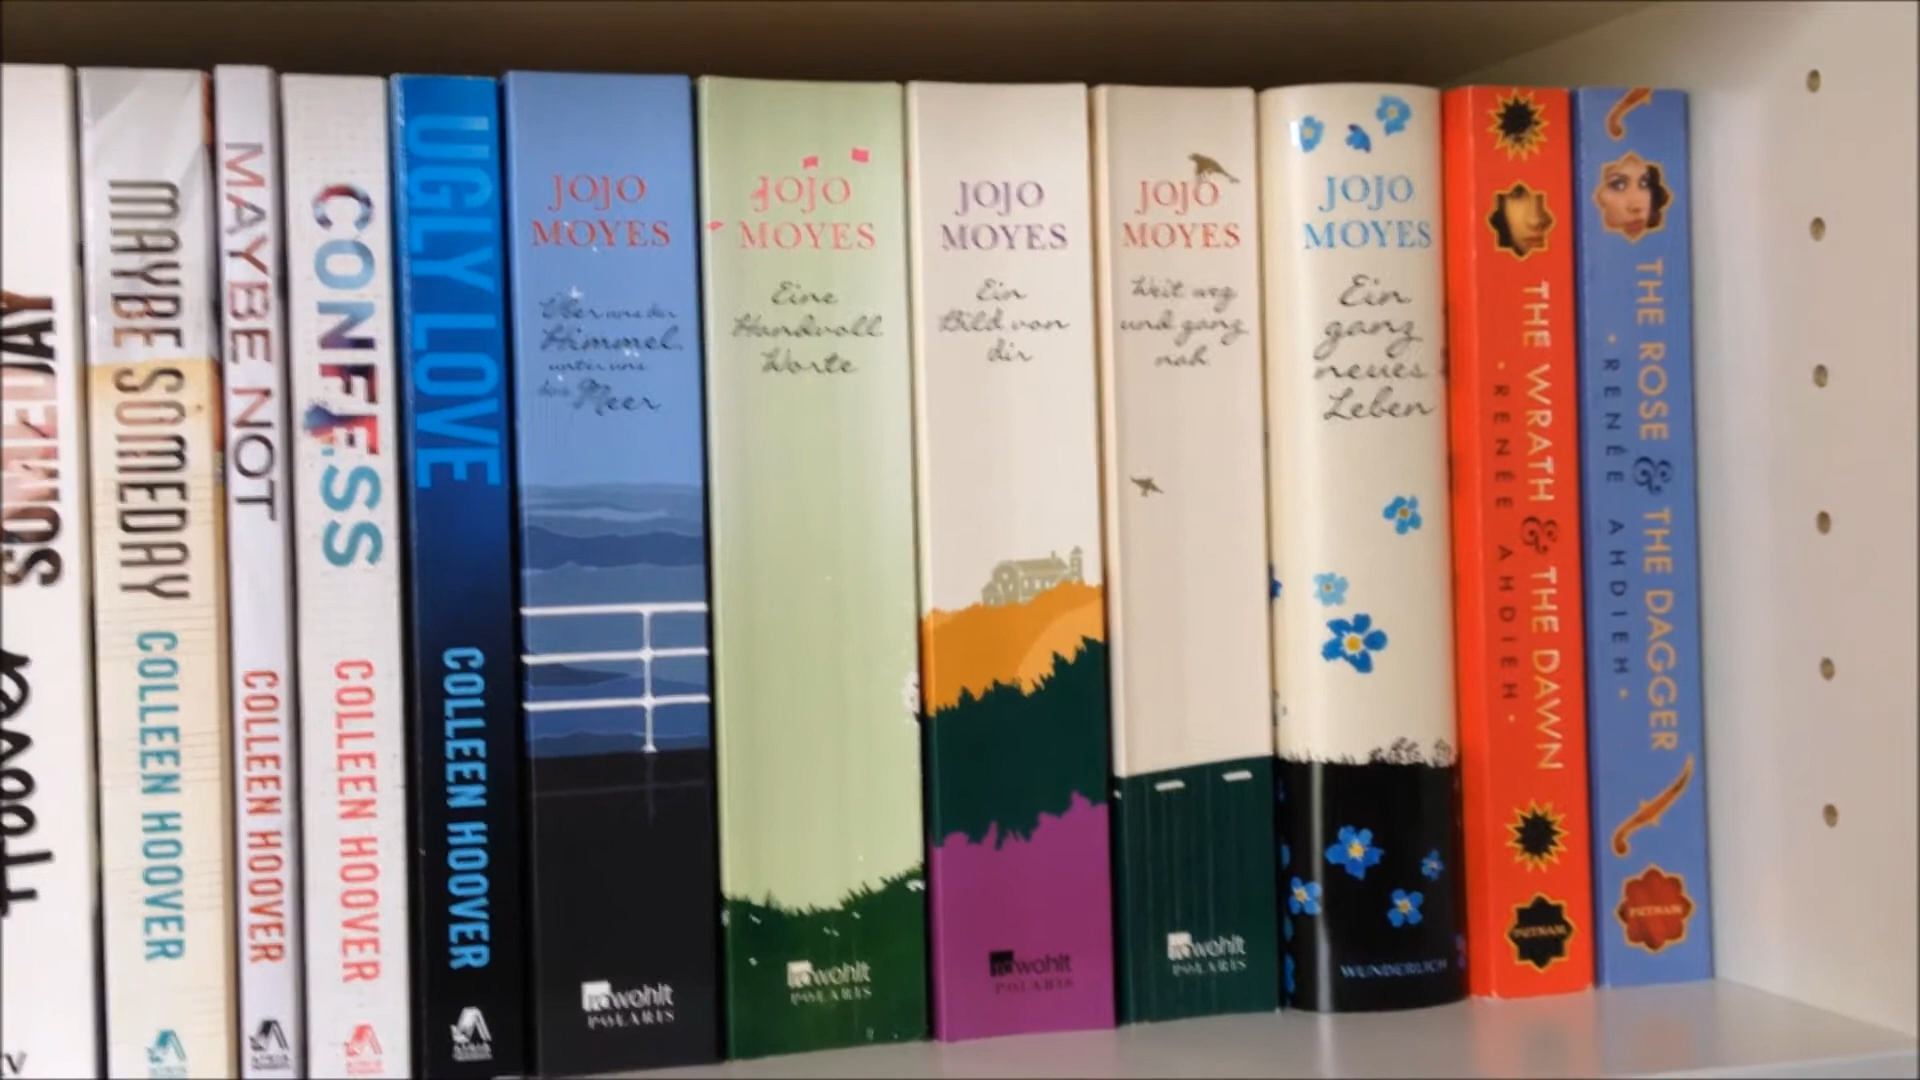 SOMEDAY
Hoover
MAYBE SOMEDAY
COLLEEN HOOVER
MAYBE NOT
COLLEEN HOOVER
CONFESS
COLLEEN HOOVER
UGLY LOVE
COLLEEN HOOVER
ATRIA
JOJO
MOYES
Über uns der
Himmel,
unter uns
das Meer
rowohlt
POLARIS
JOJO
MOYES
Eine
Handvoll
Worte
rowohlt
POLARIS
JOJO
MOYES
Ein
Bild von
dir
rowohlt
POLARIS
JOJO
MOYES
Weit weg
und ganz
nah
rowohlt
POLARIS
JOJO
MOYES
Ein
ganz
neues
Leben
WUNDERLICH
THE WRATH & THE DAWN
• RENÉE AHDIEH •
PUTNAM
THE ROSE & THE DAGGER
• RENÉE AHDIEH •
PUTNAM